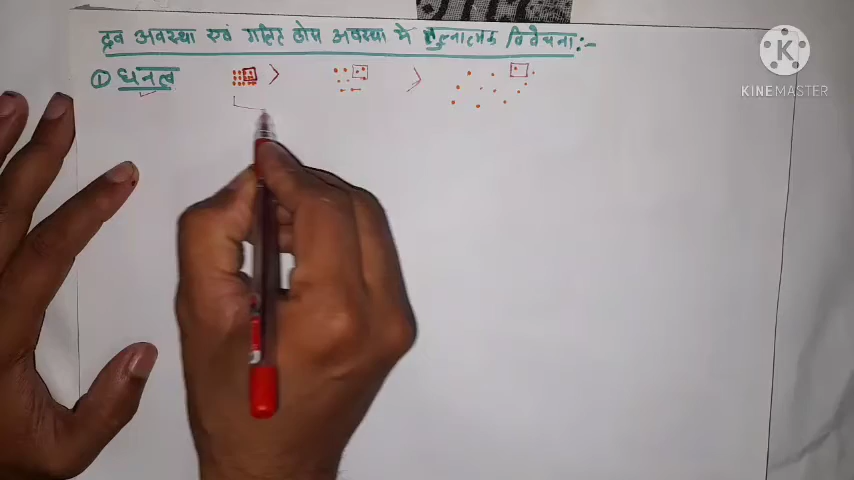 द्रव अवस्था एवं गैस ठोस अवस्था मे तुलनात्मक विवेचना :-
① घनत्व > >
KINEMASTER